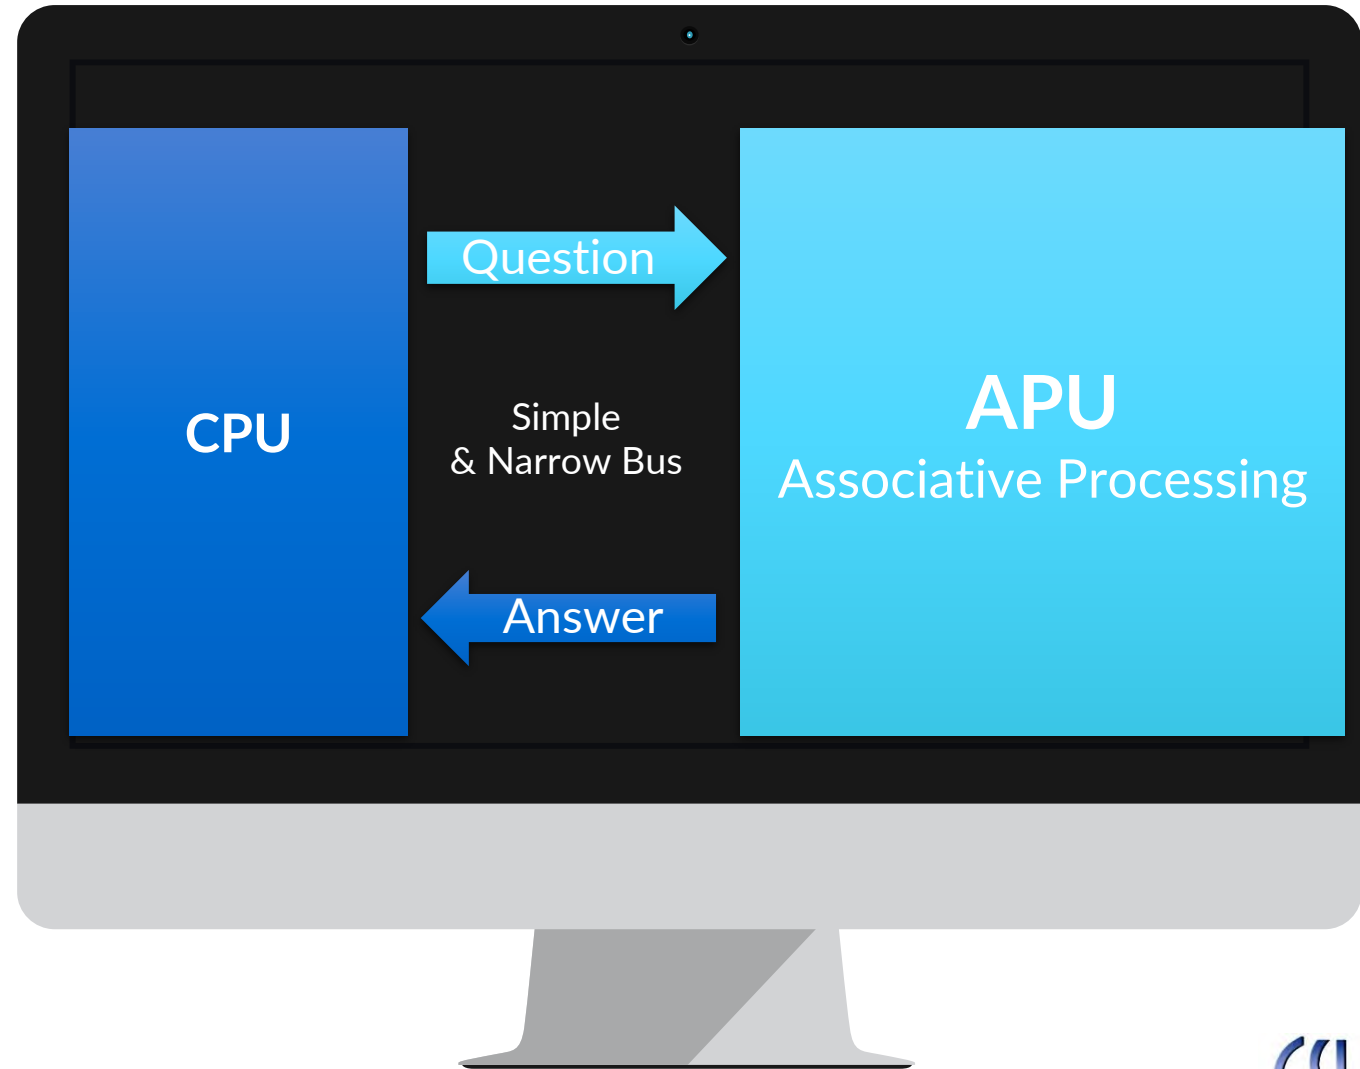 Question
CPU
Simple
& Narrow Bus
APU
Associative Processing
Answer